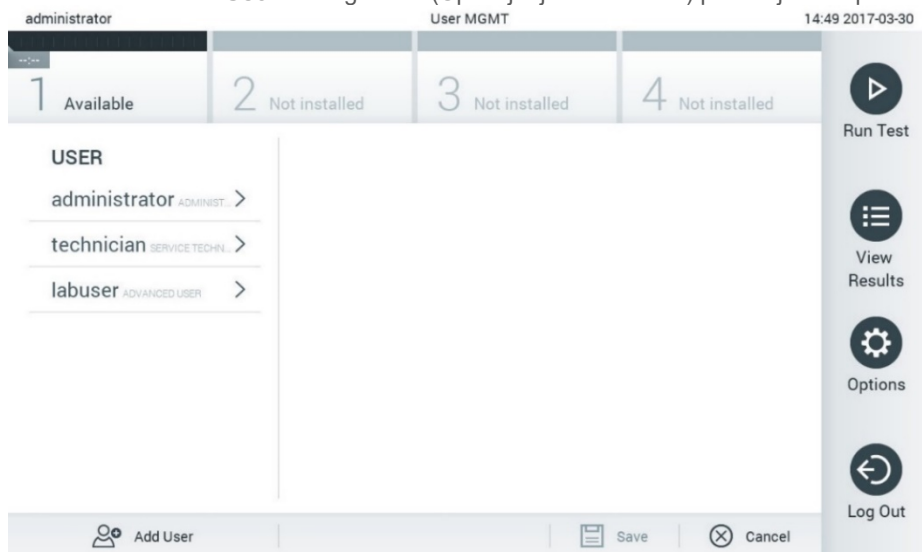 administrator User MGMT 14:49 2017-03-30
--:--
1 Available
2 Not installed
3 Not installed
4 Not installed
Run Test
USER
administrator ADMINIST..
technician SERVICE TECHN..
labuser ADVANCED USER
View
Results
Options
Log Out
Add User
Save
Cancel